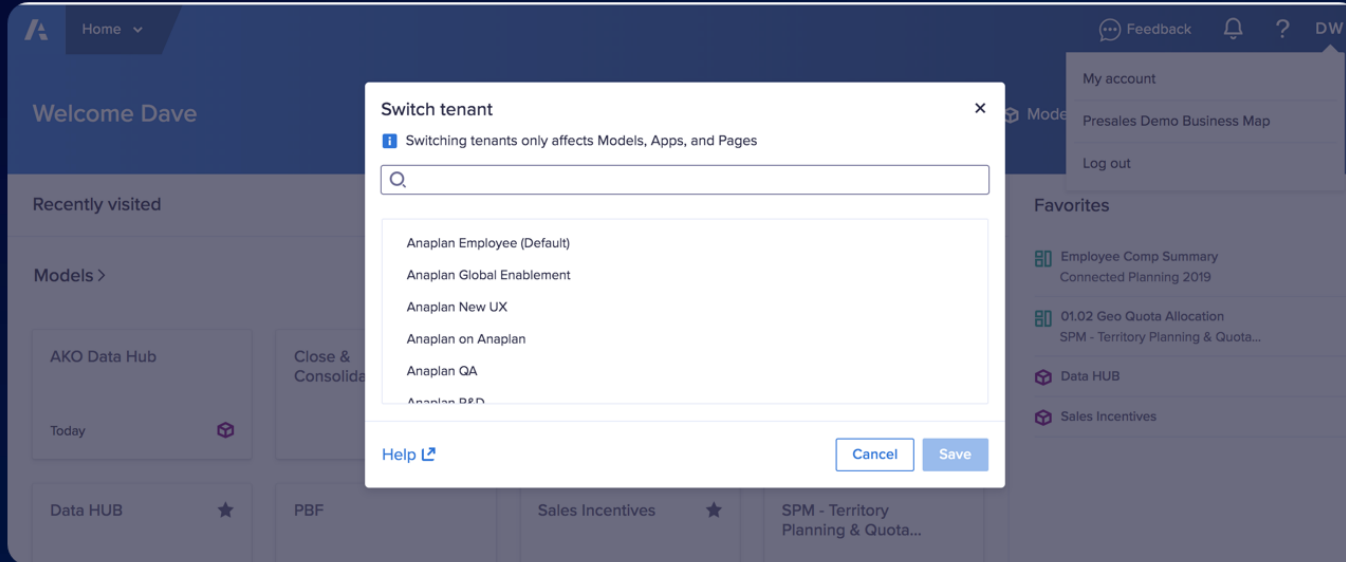 Home
Feedback
DW
Welcome Dave
Mode
My account
Presales Demo Business Map
Log out
Switch tenant
Switching tenants only affects Models, Apps, and Pages
Anaplan Employee (Default)
Anaplan Global Enablement
Anaplan New UX
Anaplan on Anaplan
Anaplan QA
Anaplan R&D
Help
Cancel
Save
Recently visited
Models >
AKO Data Hub
Today
Close &
Consolida
Data HUB
PBF
Sales Incentives
SPM - Territory
Planning & Quota...
Favorites
Employee Comp Summary
Connected Planning 2019
01.02 Geo Quota Allocation
SPM - Territory Planning & Quota...
Data HUB
Sales Incentives